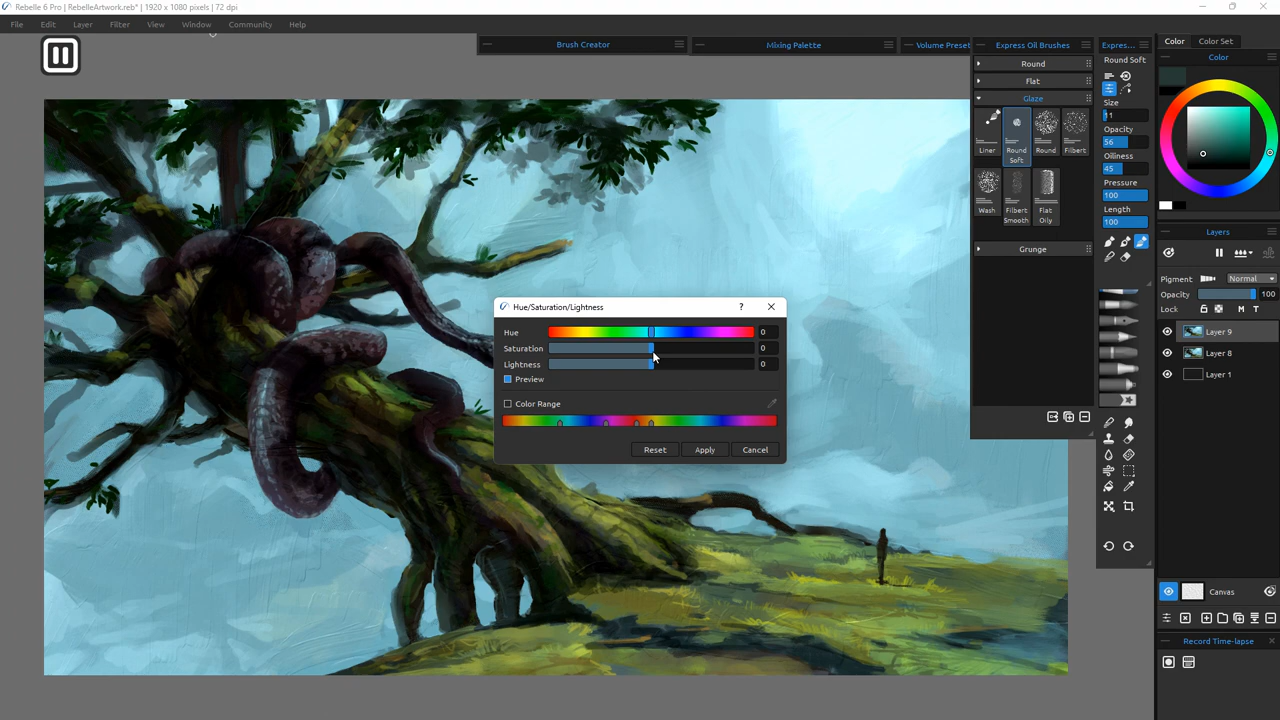 Rebelle 6 Pro | RebelleArtwork.reb* | 1920 x 1080 pixels | 72 dpi
File Edit Layer Filter View Window Community Help
Brush Creator Mixing Palette Volume Preset Express Oil Brushes Expres... Color Color Set
Color
Round
Round Soft
Flat
Glaze
Size
11
Liner Round Soft Round Filbert
Opacity
56
Oiliness
45
Pressure
100
Wash Filbert Smooth Flat Oily
Length
100
Layers
Grunge
Pigment Normal
Opacity 100
Lock M T
Layer 9
Layer 8
Layer 1
Hue/Saturation/Lightness ?
Hue 0
Saturation 0
Lightness 0
Preview
Color Range
Reset Apply Cancel
Canvas
Record Time-lapse